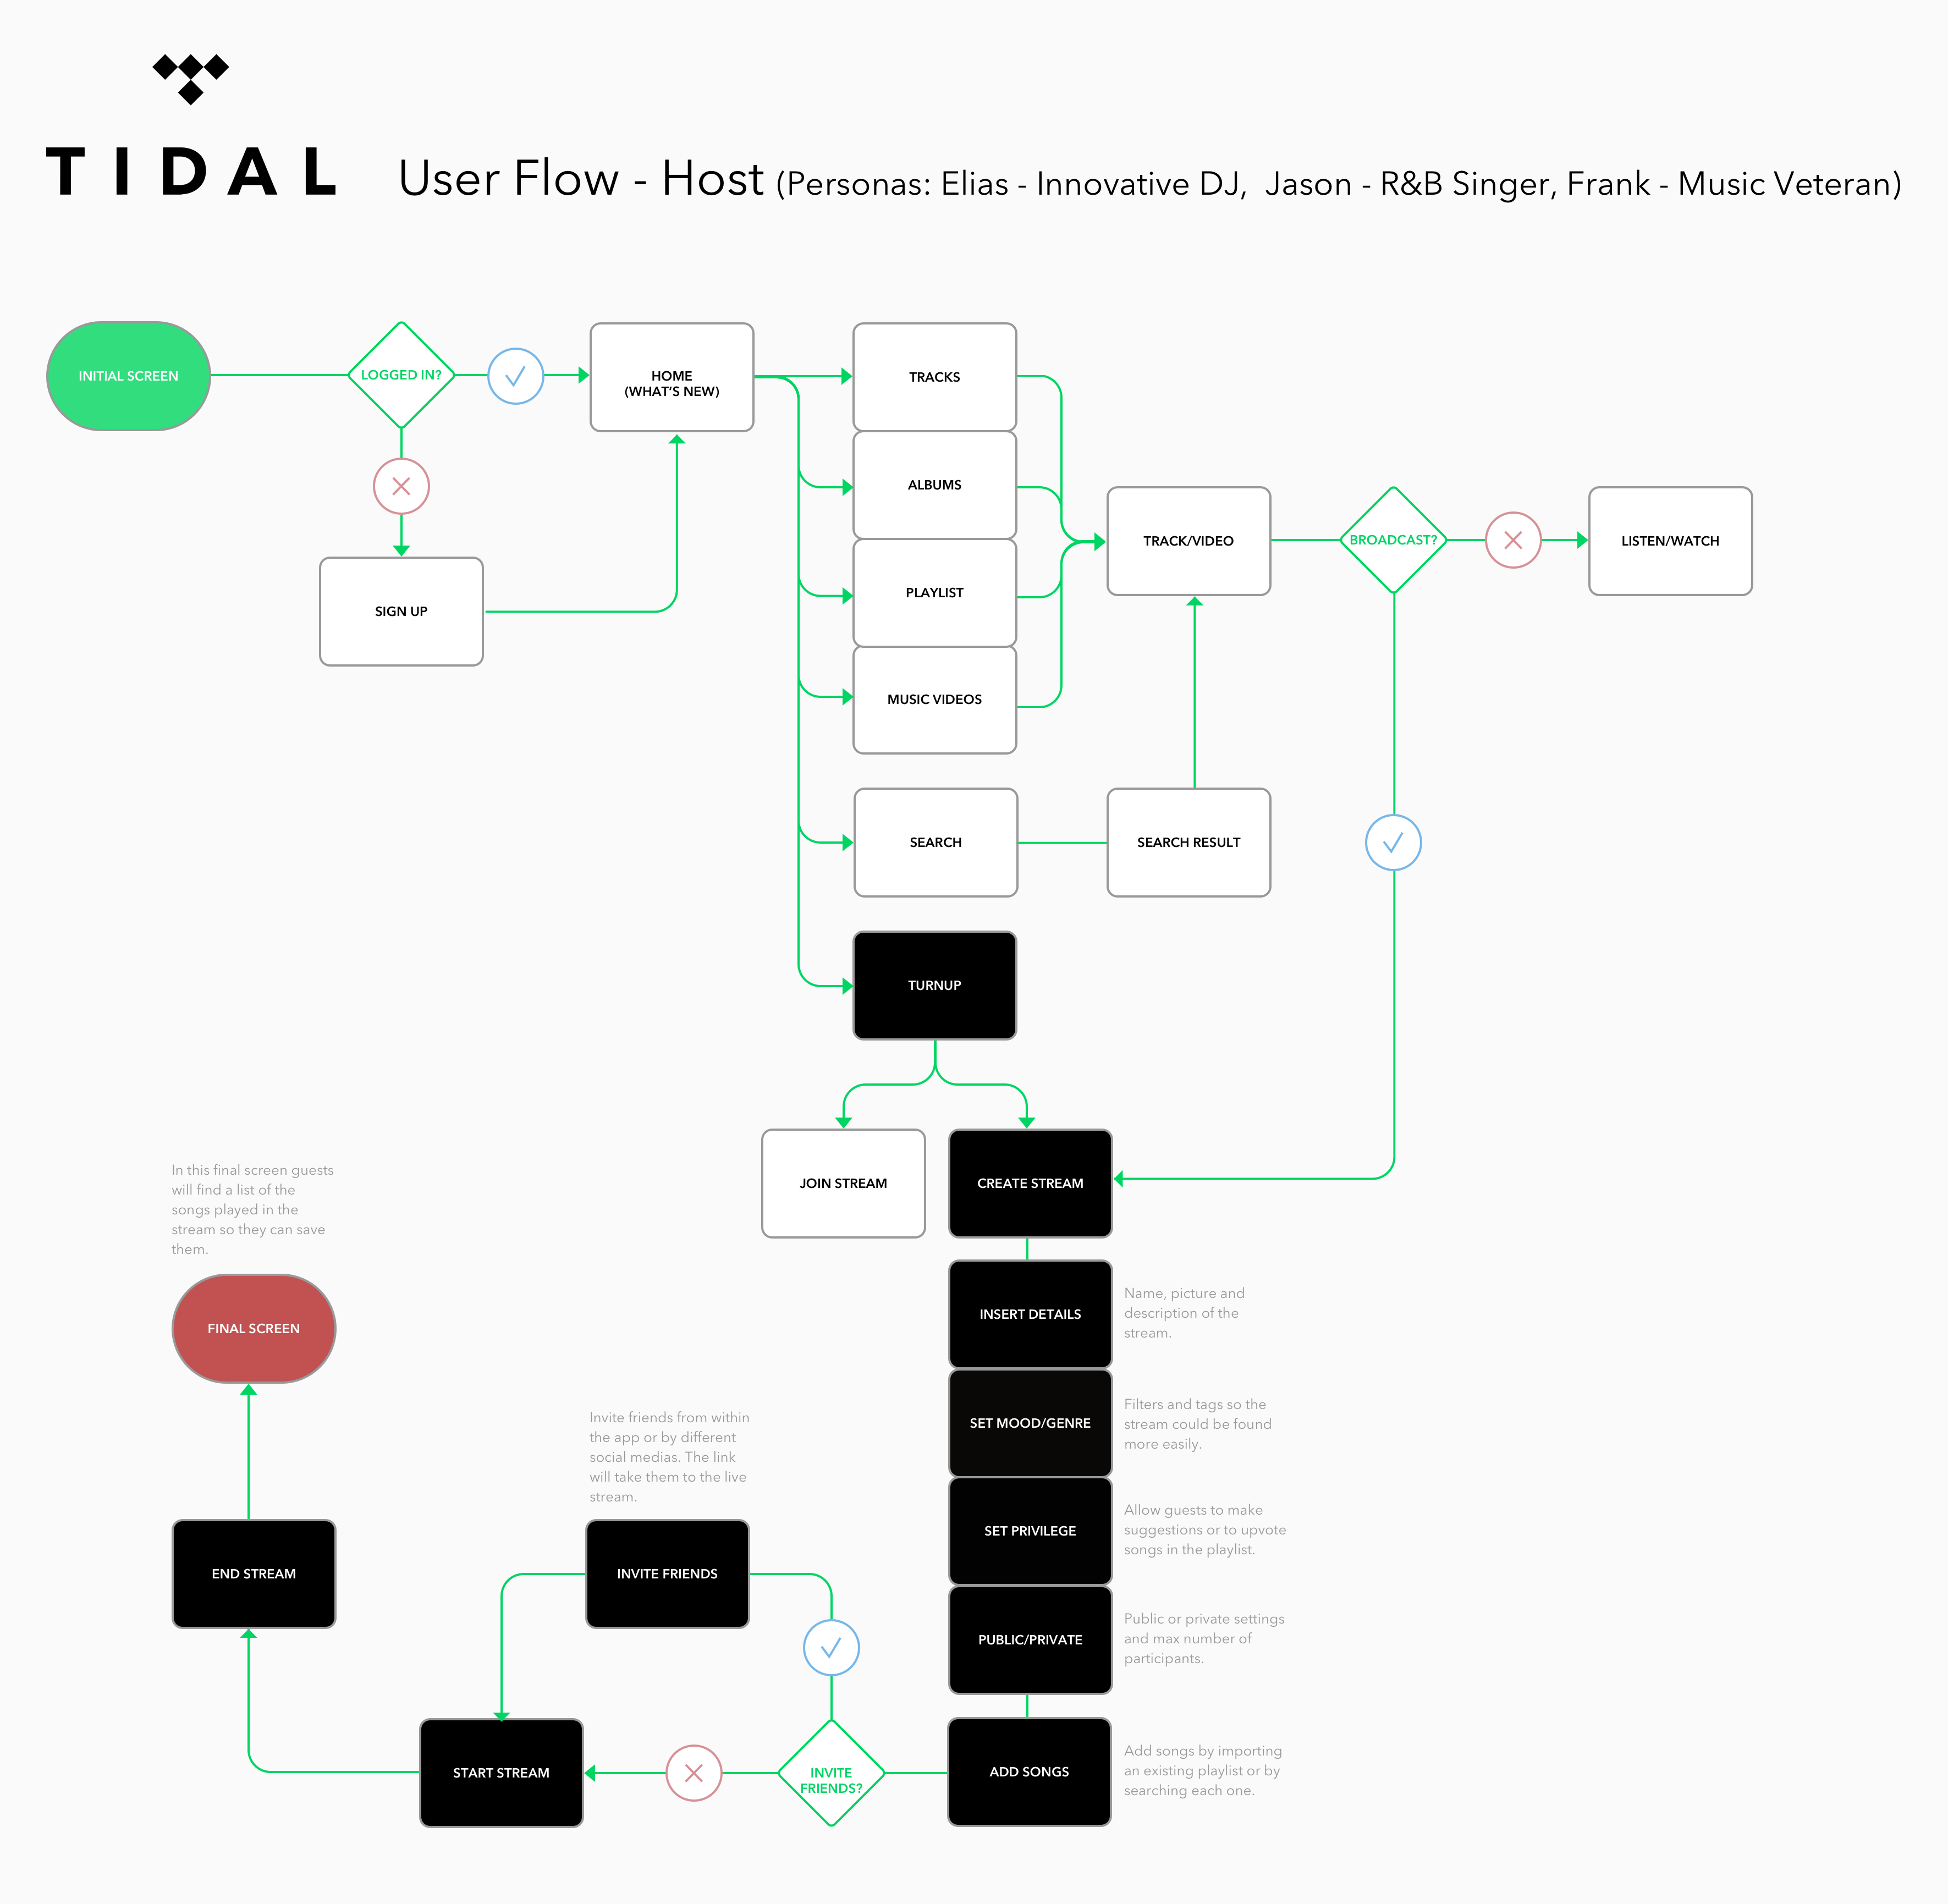 TIDAL
User Flow - Host (Personas: Elias - Innovative DJ, Jason - R&B Singer, Frank - Music Veteran)
INITIAL SCREEN
LOGGED IN?
HOME
(WHAT'S NEW)
TRACKS
ALBUMS
PLAYLIST
MUSIC VIDEOS
SIGN UP
TRACK/VIDEO
BROADCAST?
LISTEN/WATCH
SEARCH
SEARCH RESULT
TURNUP
JOIN STREAM
CREATE STREAM
INSERT DETAILS
Name, picture and
description of the
stream.
SET MOOD/GENRE
Filters and tags so the
stream could be found
more easily.
SET PRIVILEGE
Allow guests to make
suggestions or to upvote
songs in the playlist.
PUBLIC/PRIVATE
Public or private settings
and max number of
participants.
ADD SONGS
Add songs by importing
an existing playlist or by
searching each one.
INVITE
FRIENDS?
Invite friends from within
the app or by different
social medias. The link
will take them to the live
stream.
INVITE FRIENDS
START STREAM
END STREAM
In this final screen guests
will find a list of the
songs played in the
stream so they can save
them.
FINAL SCREEN